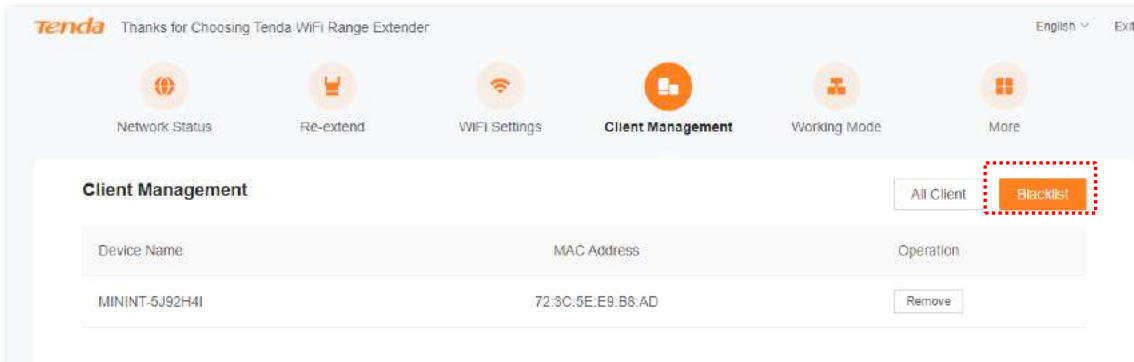 Tenda Thanks for Choosing Tenda WiFi Range Extender English Exit
Network Status Re-extend WiFi Settings Client Management Working Mode More
Client Management All Client Blacklist
Device Name MAC Address Operation
MININT-5J92H4I 72:3C:5E:E9:B8:AD Remove